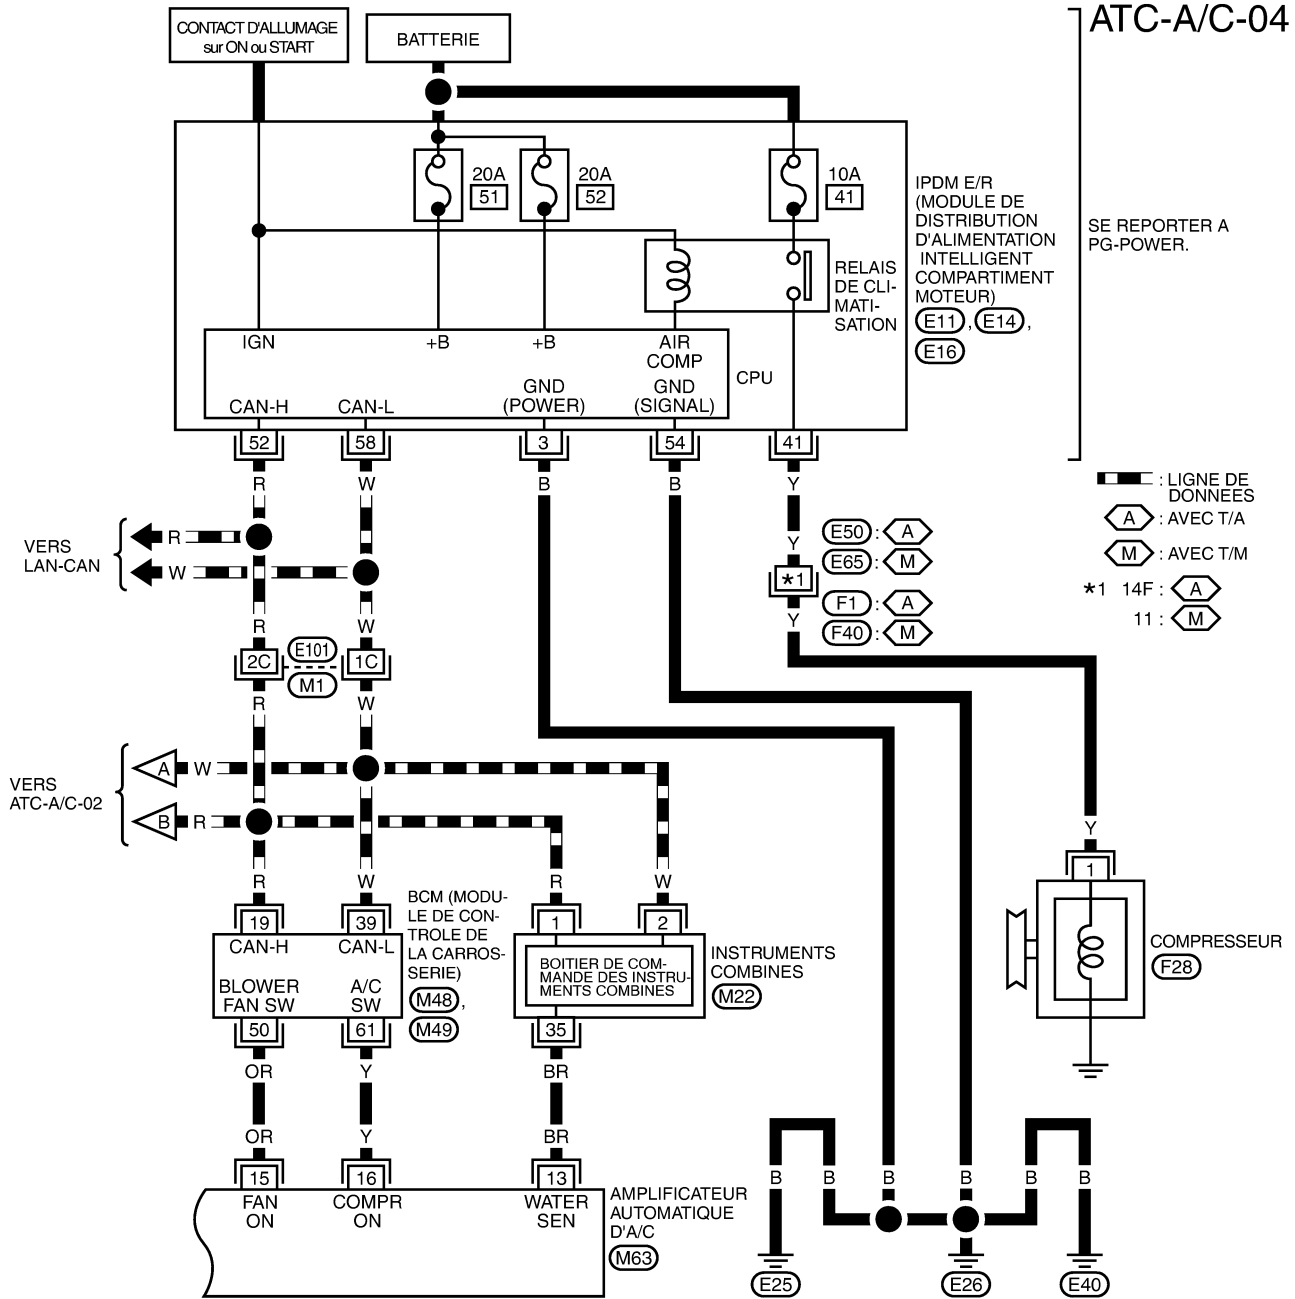 CONTACT D'ALLUMAGE
sur ON ou START
BATTERIE
ATC-A/C-04
20A
51
20A
52
10A
41
IPDM E/R
(MODULE DE
DISTRIBUTION
D'ALIMENTATION
INTELLIGENT
COMPARTIMENT
MOTEUR)
E11 , E14 ,
E16
SE REPORTER A
PG-POWER.
RELAIS
DE CLI-
MATI-
SATION
IGN
+B
+B
AIR
COMP
CPU
CAN-H
CAN-L
GND
(POWER)
GND
(SIGNAL)
52
58
3
54
41
R
W
B
B
Y
: LIGNE DE
DONNEES
A : AVEC T/A
M : AVEC T/M
*1 14F : A
11 : M
VERS
LAN-CAN
R
W
Y
E50 : A
E65 : M
*1
F1 : A
F40 : M
Y
R
W
2C
E101
M1
1C
R
W
VERS
ATC-A/C-02
A
W
B
R
R
W
R
W
Y
19
39
1
2
1
BCM (MODU-
LE DE CON-
TROLE DE
LA CARROS-
SERIE)
M48 ,
M49
CAN-H
CAN-L
BLOWER
FAN SW
A/C
SW
BOITIER DE COM-
MANDE DES INSTRU-
MENTS COMBINES
INSTRUMENTS
COMBINES
M22
COMPRESSEUR
F28
50
61
35
OR
Y
BR
OR
Y
BR
15
16
13
FAN
ON
COMPR
ON
WATER
SEN
AMPLIFICATEUR
AUTOMATIQUE
D'A/C
M63
B
B
B
B
B
B
E25
E26
E40